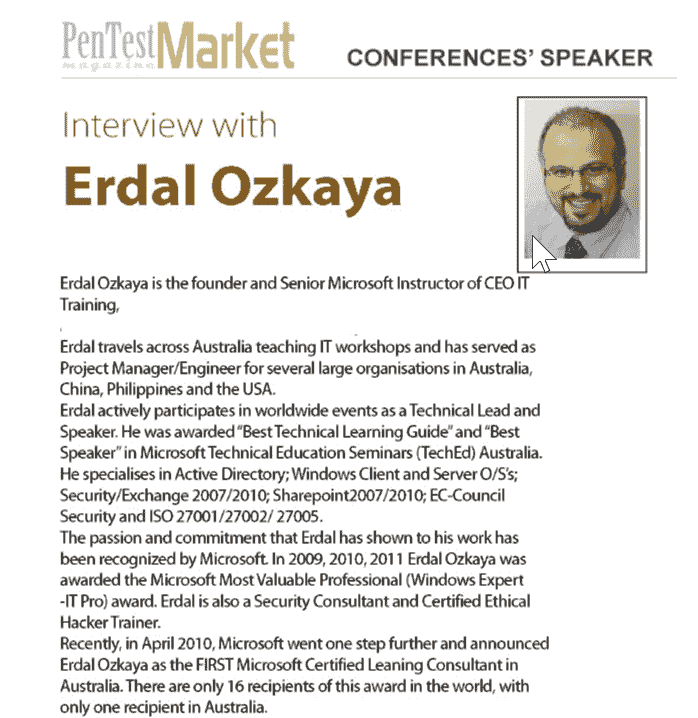 PenTest Market
magazine
CONFERENCES' SPEAKER
Interview with
Erdal Ozkaya
Erdal Ozkaya is the founder and Senior Microsoft Instructor of CEO IT
Training,
Erdal travels across Australia teaching IT workshops and has served as
Project Manager/Engineer for several large organisations in Australia,
China, Philippines and the USA.
Erdal actively participates in worldwide events as a Technical Lead and
Speaker. He was awarded “Best Technical Learning Guide” and “Best
Speaker” in Microsoft Technical Education Seminars (TechEd) Australia.
He specialises in Active Directory; Windows Client and Server O/S's;
Security/Exchange 2007/2010; Sharepoint2007/2010; EC-Council
Security and ISO 27001/27002/ 27005.
The passion and commitment that Erdal has shown to his work has
been recognized by Microsoft. In 2009, 2010, 2011 Erdal Ozkaya was
awarded the Microsoft Most Valuable Professional (Windows Expert
-IT Pro) award. Erdal is also a Security Consultant and Certified Ethical
Hacker Trainer.
Recently, in April 2010, Microsoft went one step further and announced
Erdal Ozkaya as the FIRST Microsoft Certified Leaning Consultant in
Australia. There are only 16 recipients of this award in the world, with
only one recipient in Australia.